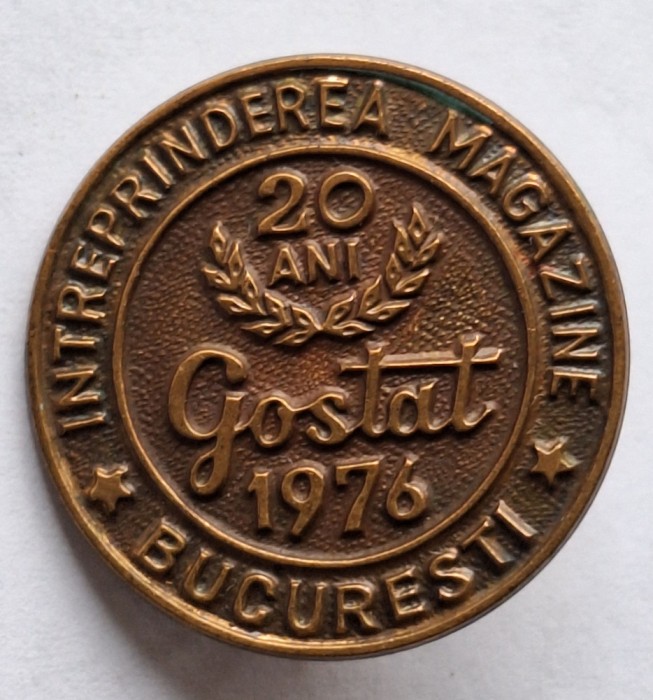 INTREPRINDEREA MAGAZINE
20
ANI
Gostat
1976
BUCURESTI